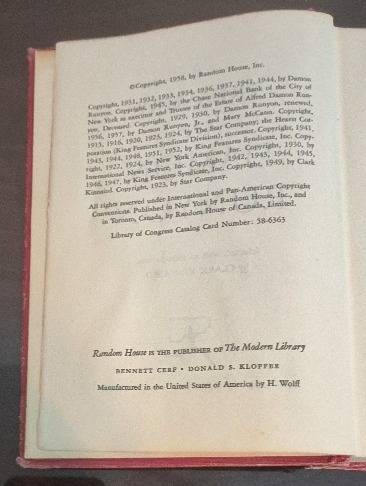 ©Copyright, 1958, by Random House, Inc.
Copyright, 1931, 1932, 1933, 1934, 1936, 1937, 1941, 1944, by Damon
Runyon. Copyright, 1945, by the Chase National Bank of the City of
New York as executor and Trustee of the Estate of Alfred Damon Run-
yon, Deceased. Copyright, 1929, 1930, by Damon Runyon, renewed,
1956, 1957, by Damon Runyon, Jr., and Mary McCann. Copyright,
1915, 1916, 1920, 1923, 1924, by The Star Company; the Hearst Cor-
poration (King Features Syndicate Division), successor. Copyright, 1941,
1943, 1944, 1948, 1951, 1952, by King Features Syndicate, Inc. Copy-
right, 1922, 1924, by New York American, Inc. Copyright, 1930, by
International News Service, Inc. Copyright, 1942, 1945, 1944, 1945,
1946, 1947, by King Features Syndicate, Inc. Copyright, 1949, by Clark
Kinnaird. Copyright, 1923, by Star Company.
All rights reserved under International and Pan-American Copyright
Conventions. Published in New York by Random House, Inc., and
in Toronto, Canada, by Random House of Canada, Limited.
Library of Congress Catalog Card Number: 58-6363
Random House IS THE PUBLISHER OF The Modern Library
BENNETT CERF • DONALD S. KLOPFER
Manufactured in the United States of America by H. Wolff